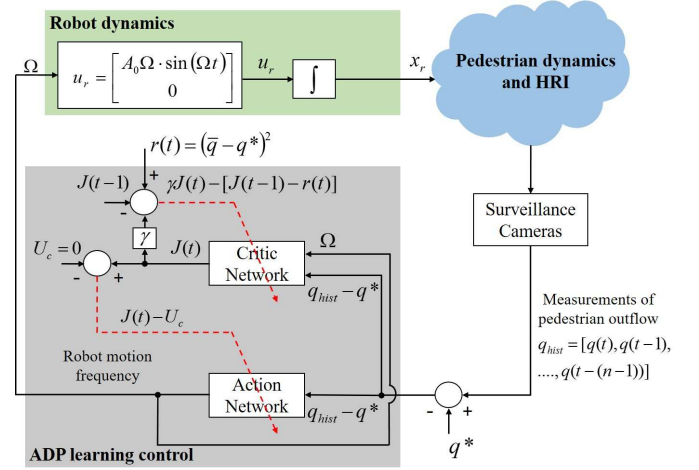 Robot dynamics
Ω
u_r = [A_0Ω · sin(Ωt)
0]
u_r
∫
x_r
Pedestrian dynamics
and HRI
r(t) = (q̅ − q*)²
+
J(t−1)
-
γJ(t)−[J(t−1)−r(t)]
γ
U_c = 0
-
+
J(t)
Critic
Network
Ω
q_hist − q*
J(t)−U_c
Surveillance
Cameras
Measurements of
pedestrian outflow
q_hist = [q(t), q(t−1),
...., q(t−(n−1))]
Robot motion
frequency
Action
Network
q_hist − q*
-
+
q*
ADP learning control